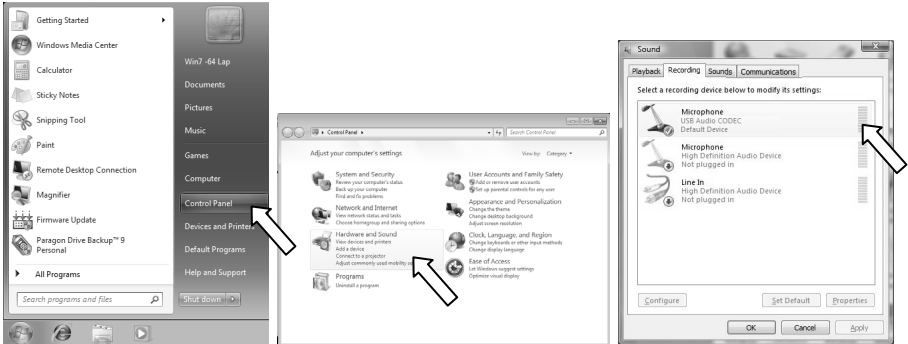 Getting Started
Windows Media Center
Calculator
Sticky Notes
Snipping Tool
Paint
Remote Desktop Connection
Magnifier
Firmware Update
Paragon Drive Backup™ 9
Personal
All Programs
Search programs and files
Win7 -64 Lap
Documents
Pictures
Music
Games
Computer
Control Panel
Devices and Printers
Default Programs
Help and Support
Shut down
Control Panel
Search Control Panel
Adjust your computer's settings
View by: Category
System and Security
Review your computer's status
Back up your computer
Find and fix problems
Network and Internet
View network status and tasks
Choose homegroup and sharing options
Hardware and Sound
View devices and printers
Add a device
Connect to a projector
Adjust commonly used mobility
Programs
Uninstall a program
User Accounts and Family Safety
Add or remove user accounts
Set up parental controls for any user
Appearance and Personalization
Change the theme
Change desktop background
Adjust screen resolution
Clock, Language, and Region
Change keyboards or other input methods
Change display language
Ease of Access
Let Windows suggest settings
Optimize visual display
Sound
Playback Recording Sounds Communications
Select a recording device below to modify its settings:
Microphone
USB Audio CODEC
Default Device
Microphone
High Definition Audio Device
Not plugged in
Line In
High Definition Audio Device
Not plugged in
Configure Set Default Properties
OK Cancel Apply